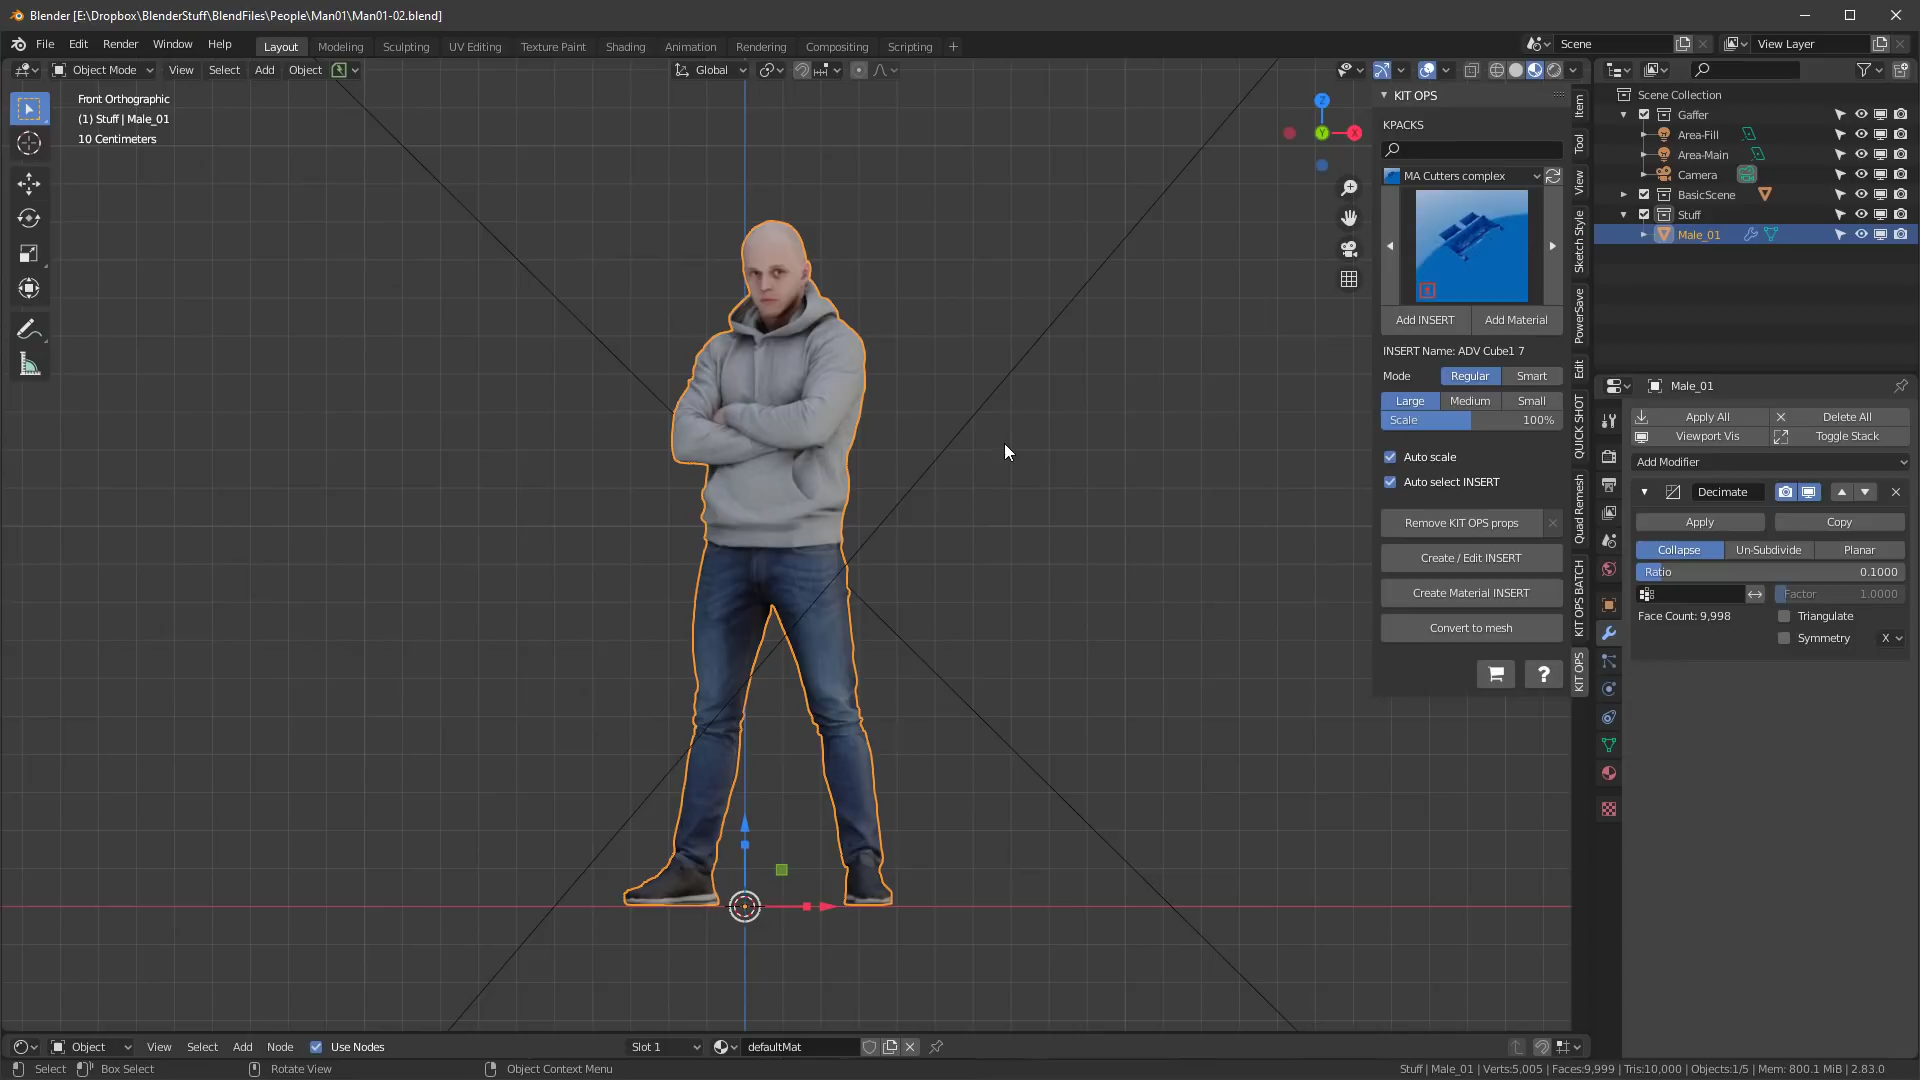 Blender [E:\Dropbox\BlenderStuff\BlendFiles\People\Man01\Man01-02.blend]
File Edit Render Window Help
Layout Modeling Sculpting UV Editing Texture Paint Shading Animation Rendering Compositing Scripting +
Scene
View Layer
Object Mode View Select Add Object
Global
Front Orthographic
(1) Stuff | Male_01
10 Centimeters
Z
Y
X
KIT OPS
KPACKS
MA Cutters complex
Add INSERT Add Material
INSERT Name: ADV Cube1 7
Mode Regular Smart
Large Medium Small
Scale 100%
Auto scale
Auto select INSERT
Remove KIT OPS props
Create / Edit INSERT
Create Material INSERT
Convert to mesh
?
Item
Tool
View
Sketch Style
PowerSave
Edit
QUICK SHOT
Quad Remesh
KIT OPS BATCH
KIT OPS
Scene Collection
Gaffer
Area-Fill
Area-Main
Camera
BasicScene
Stuff
Male_01
Male_01
Apply All Delete All
Viewport Vis Toggle Stack
Add Modifier
Decimate
Apply Copy
Collapse Un-Subdivide Planar
Ratio 0.1000
Factor 1.0000
Face Count: 9,998 Triangulate
Symmetry X
Object View Select Add Node Use Nodes
Slot 1 defaultMat
Select Box Select Rotate View Object Context Menu
Stuff | Male_01 | Verts:5,005 | Faces:9,999 | Tris:10,000 | Objects:1/5 | Mem: 800.1 MiB | 2.83.0